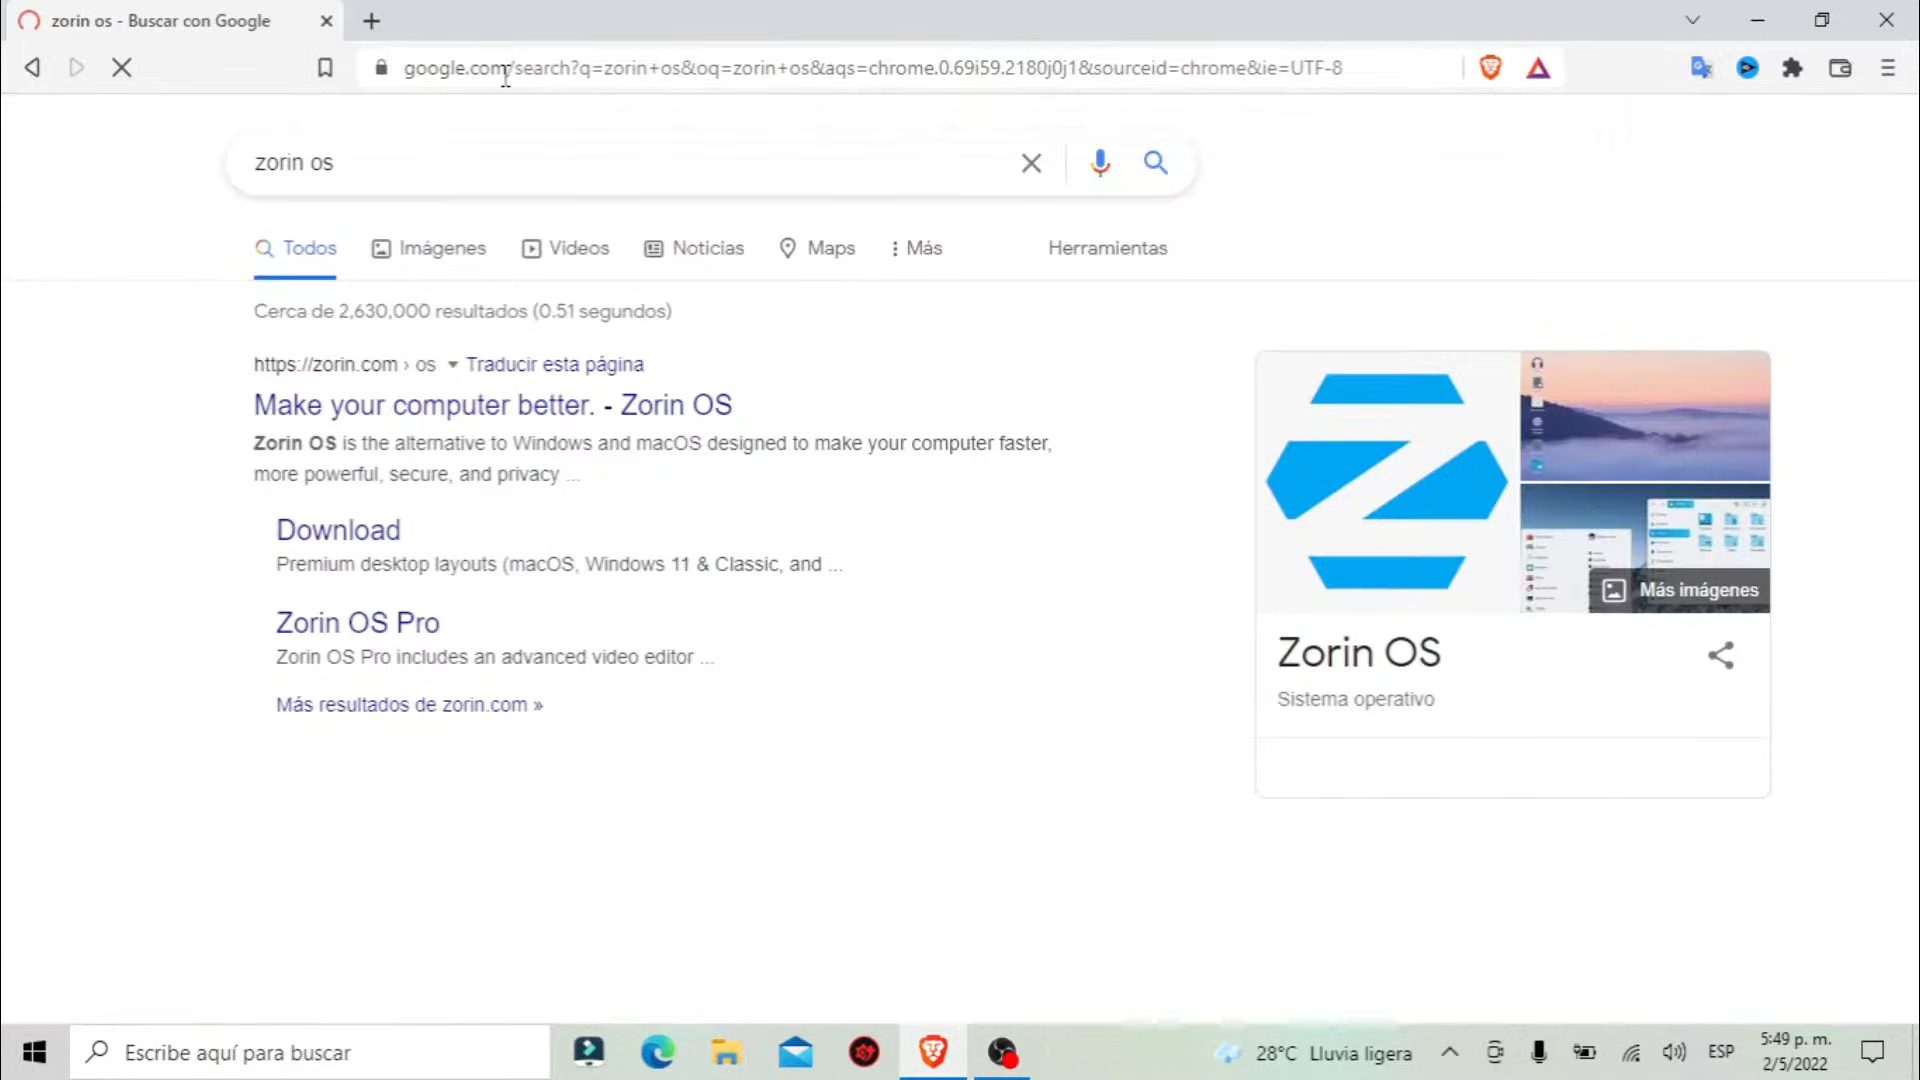 zorin os - Buscar con Google
google.com/search?q=zorin+os&oq=zorin+os&aqs=chrome.0.69i59.2180j0j1&sourceid=chrome&ie=UTF-8
zorin os
Todos
Imágenes
Videos
Noticias
Maps
Más
Herramientas
Cerca de 2,630,000 resultados (0.51 segundos)
https://zorin.com › os
Traducir esta página
Make your computer better. - Zorin OS
Zorin OS is the alternative to Windows and macOS designed to make your computer faster,
more powerful, secure, and privacy ...
Download
Premium desktop layouts (macOS, Windows 11 & Classic, and ...
Zorin OS Pro
Zorin OS Pro includes an advanced video editor ...
Más resultados de zorin.com »
Más imágenes
Zorin OS
Sistema operativo
Escribe aquí para buscar
28°C Lluvia ligera
ESP
5:49 p. m.
2/5/2022